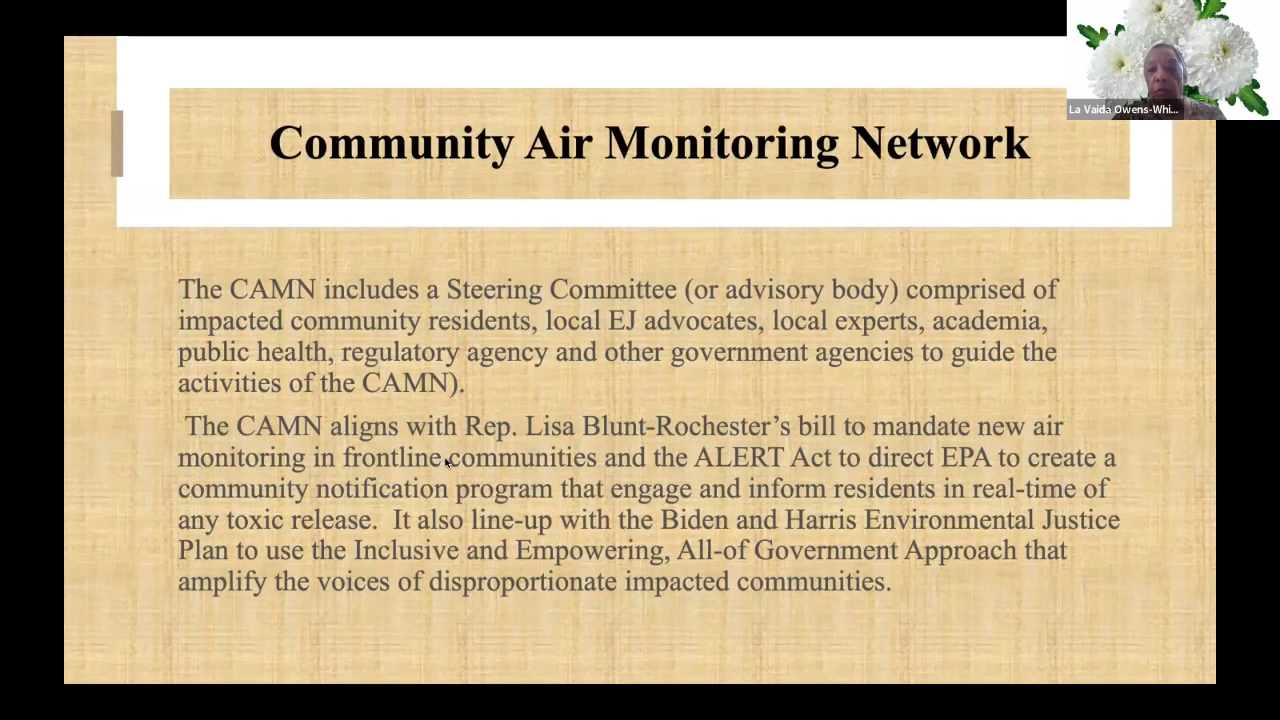 Community Air Monitoring Network
La Vaida Owens-Whi...
The CAMN includes a Steering Committee (or advisory body) comprised of
impacted community residents, local EJ advocates, local experts, academia,
public health, regulatory agency and other government agencies to guide the
activities of the CAMN).
The CAMN aligns with Rep. Lisa Blunt-Rochester’s bill to mandate new air
monitoring in frontline communities and the ALERT Act to direct EPA to create a
community notification program that engage and inform residents in real-time of
any toxic release.  It also line-up with the Biden and Harris Environmental Justice
Plan to use the Inclusive and Empowering, All-of Government Approach that
amplify the voices of disproportionate impacted communities.